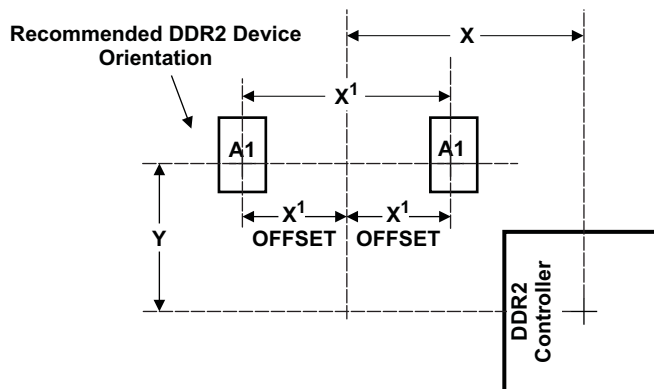 Recommended DDR2 Device
Orientation
X
X¹
A1
A1
X¹
OFFSET
X¹
OFFSET
Y
DDR2
Controller